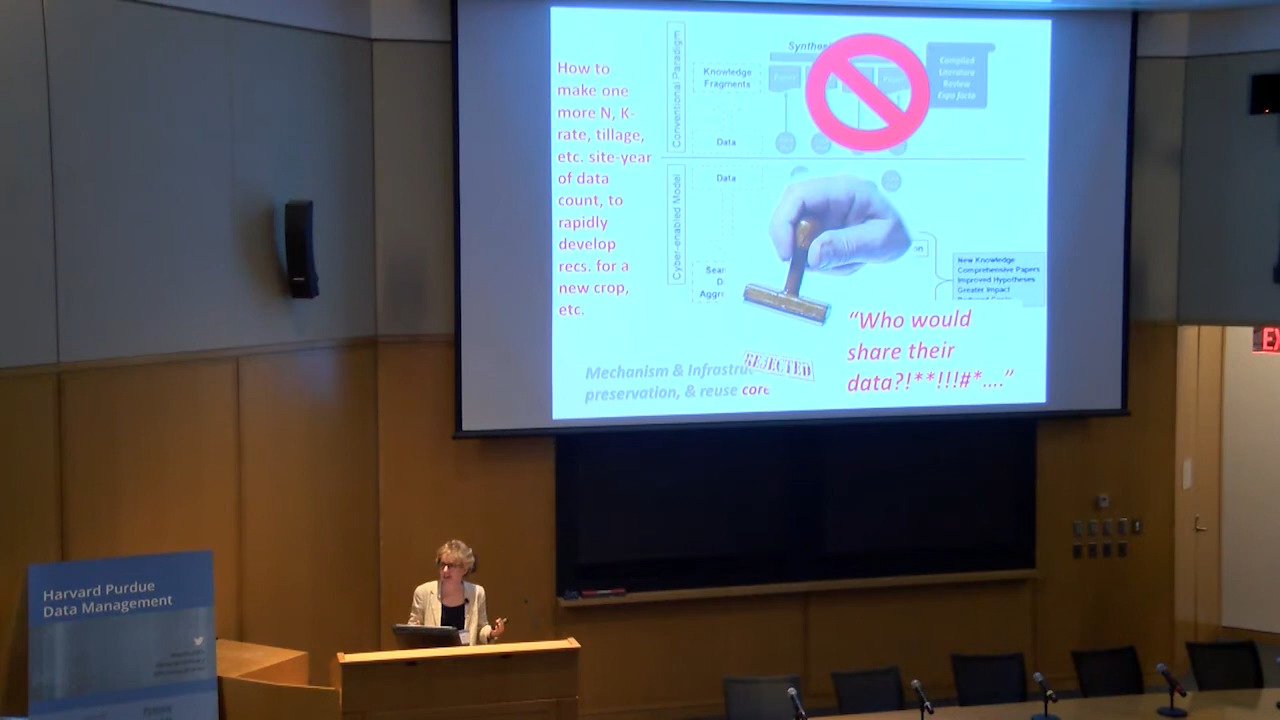 How to
make one
more N, K-
rate, tillage,
etc. site-year
of data
count, to
rapidly
develop
recs. for a
new crop,
etc.
Conventional Paradigm
Knowledge
Fragments
Data
Compiled
Literature
Review
Expo facto
Cyber-enabled Model
Data
New Knowledge
Comprehensive Papers
Improved Hypotheses
Greater Impact
REJECTED
Mechanism &
preservation, & reuse core
“Who would
share their
data?!**!!!#*....”
Harvard Purdue
Data Management